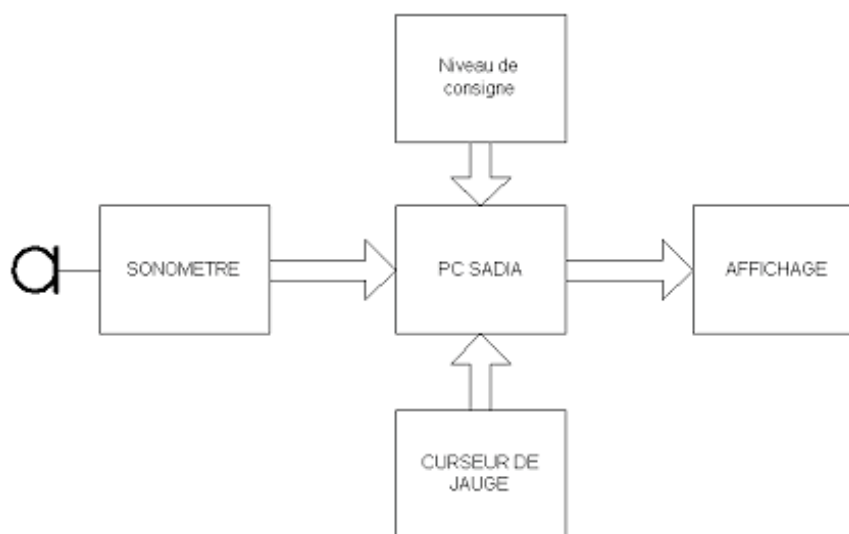 Niveau de
consigne
SONOMETRE
PC SADIA
AFFICHAGE
CURSEUR DE
JAUGE